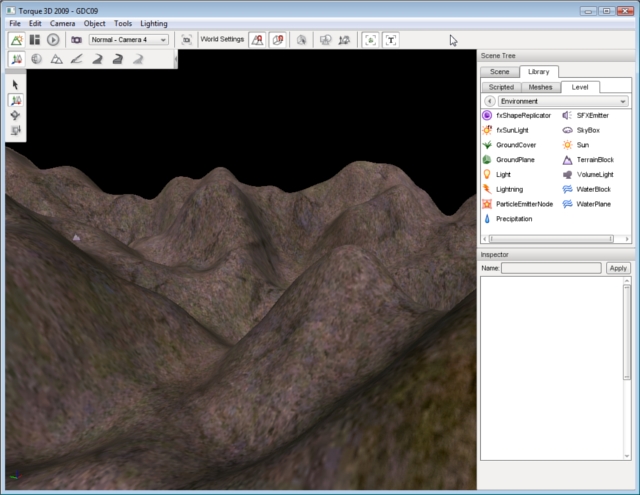 Torque 3D 2009 - GDC09
File Edit Camera Object Tools Lighting
Normal - Camera 4 World Settings T
Scene Tree
Scene Library
Scripted Meshes Level
Environment
fxShapeReplicator SFXEmitter
fxSunLight SkyBox
GroundCover Sun
GroundPlane TerrainBlock
Light VolumeLight
Lightning WaterBlock
ParticleEmitterNode WaterPlane
Precipitation
Inspector
Name: Apply